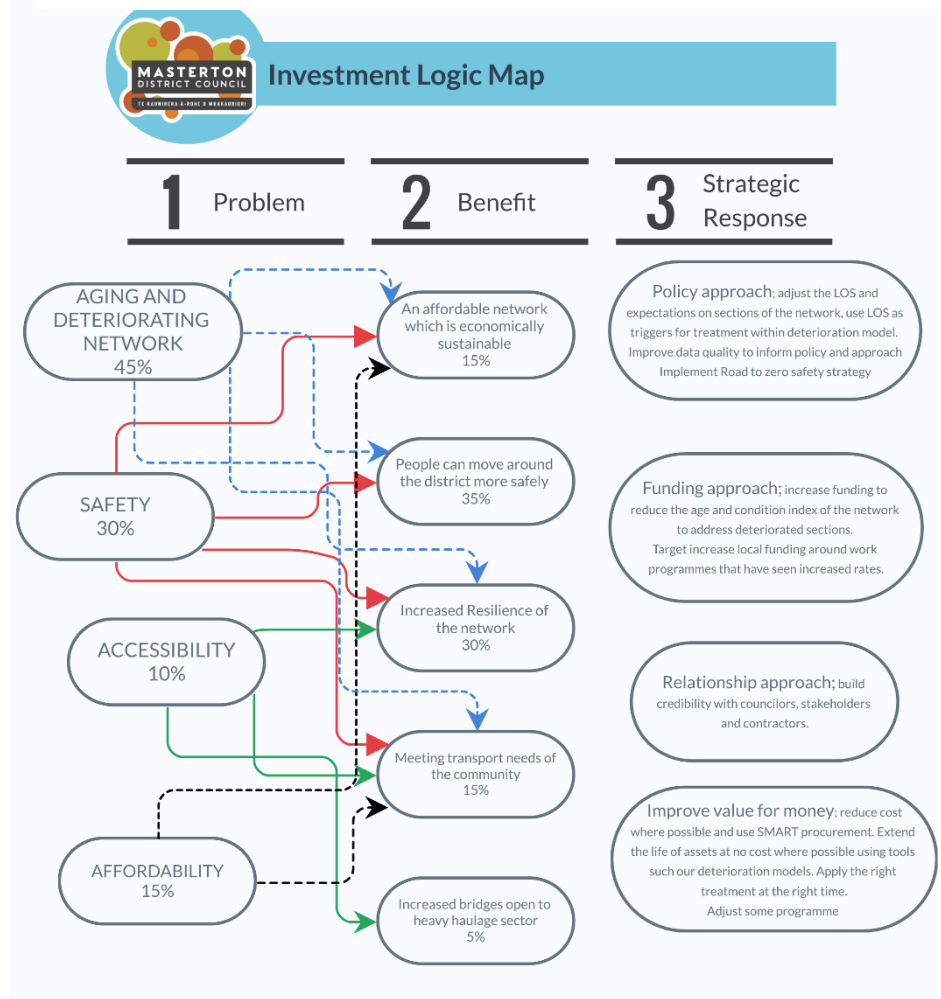 MASTERTON
DISTRICT COUNCIL
TE KAUNIHERA Ā-ROHE O WHAKAORIORI
Investment Logic Map
1 Problem
2 Benefit
3 Strategic
Response
AGING AND
DETERIORATING
NETWORK
45%
SAFETY
30%
ACCESSIBILITY
10%
AFFORDABILITY
15%
An affordable network
which is economically
sustainable
15%
People can move around
the district more safely
35%
Increased Resilience of
the network
30%
Meeting transport needs of
the community
15%
Increased bridges open to
heavy haulage sector
5%
Policy approach; adjust the LOS and
expectations on sections of the network, use LOS as
triggers for treatment within deterioration model.
Improve data quality to inform policy and approach
Implement Road to zero safety strategy
Funding approach; increase funding to
reduce the age and condition index of the network
to address deteriorated sections.
Target increase local funding around work
programmes that have seen increased rates.
Relationship approach; build
credibility with councilors, stakeholders
and contractors.
Improve value for money; reduce cost
where possible and use SMART procurement. Extend
the life of assets at no cost where possible using tools
such our deterioration models. Apply the right
treatment at the right time.
Adjust some programme